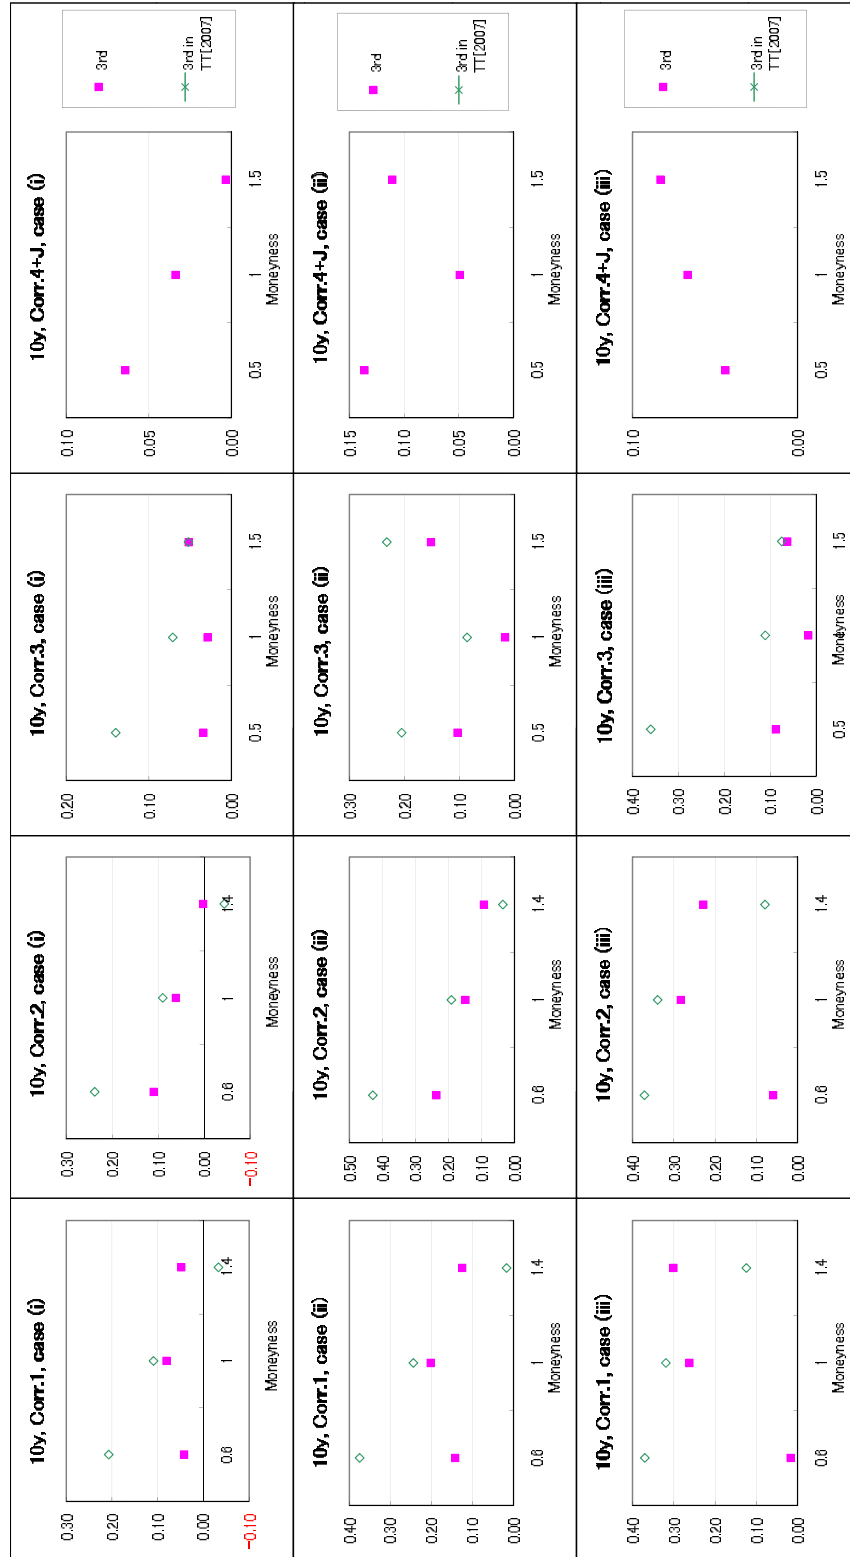 10y, Corr.1, case (i)
0.30
0.20
0.10
0.00
−0.10
0.6
1
1.4
Moneyness
10y, Corr.2, case (i)
0.30
0.20
0.10
0.00
−0.10
0.6
1
1.4
Moneyness
10y, Corr.3, case (i)
0.20
0.10
0.00
0.5
1
1.5
Moneyness
10y, Corr.4+J, case (i)
0.10
0.05
0.00
0.5
1
1.5
Moneyness
3rd
3rd in
TT[2007]
10y, Corr.1, case (ii)
0.40
0.30
0.20
0.10
0.00
0.6
1
1.4
Moneyness
10y, Corr.2, case (ii)
0.50
0.40
0.30
0.20
0.10
0.00
0.6
1
1.4
Moneyness
10y, Corr.3, case (ii)
0.30
0.20
0.10
0.00
0.5
1
1.5
Moneyness
10y, Corr.4+J, case (ii)
0.15
0.10
0.05
0.00
0.5
1
1.5
Moneyness
3rd
3rd in
TT[2007]
10y, Corr.1, case (iii)
0.40
0.30
0.20
0.10
0.00
0.6
1
1.4
Moneyness
10y, Corr.2, case (iii)
0.40
0.30
0.20
0.10
0.00
0.6
1
1.4
Moneyness
10y, Corr.3, case (iii)
0.40
0.30
0.20
0.10
0.00
0.5
1
1.5
Moneyness
10y, Corr.4+J, case (iii)
0.10
0.00
0.5
1
1.5
Moneyness
3rd
3rd in
TT[2007]